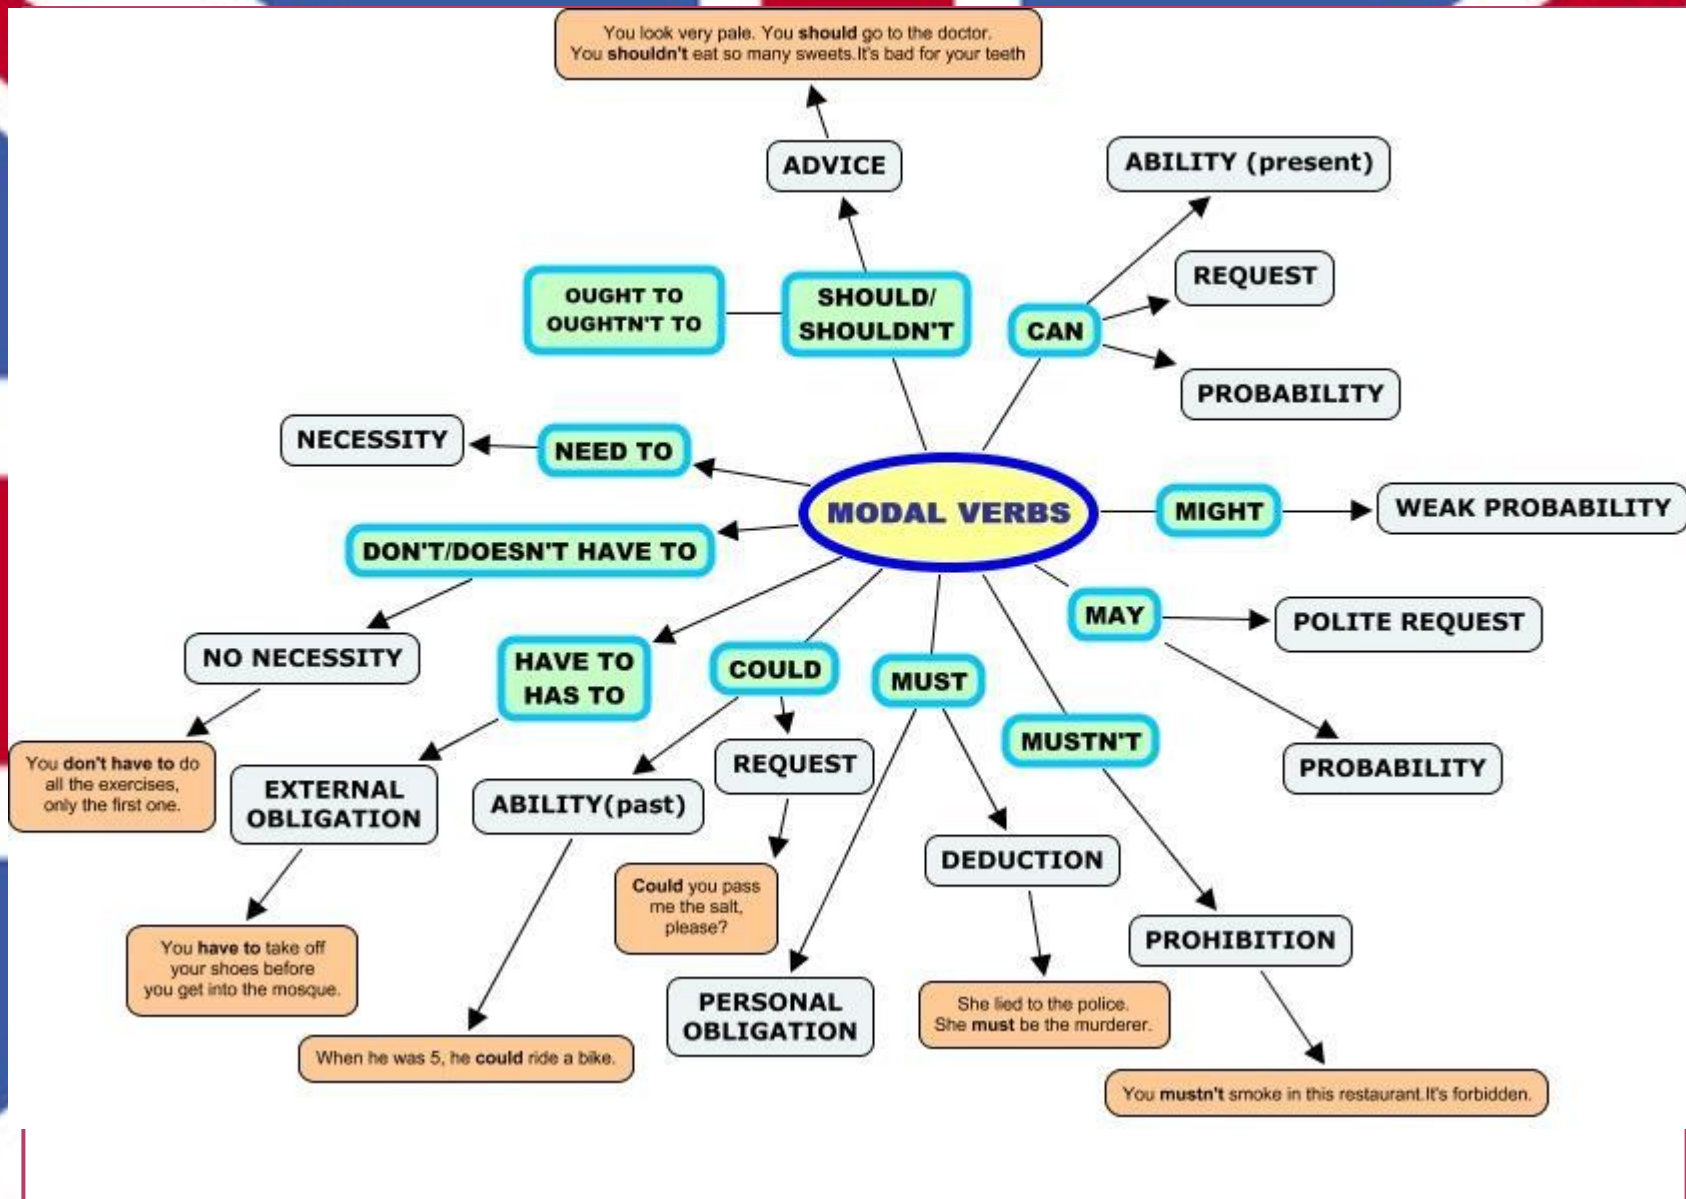 You look very pale. You should go to the doctor.
You shouldn't eat so many sweets.It's bad for your teeth
ADVICE
ABILITY (present)
REQUEST
OUGHT TO
OUGHTN'T TO
SHOULD/
SHOULDN'T
CAN
PROBABILITY
NECESSITY
NEED TO
MODAL VERBS
MIGHT
WEAK PROBABILITY
DON'T/DOESN'T HAVE TO
MAY
POLITE REQUEST
NO NECESSITY
HAVE TO
HAS TO
COULD
MUST
MUSTN'T
PROBABILITY
You don't have to do
all the exercises,
only the first one.
EXTERNAL
OBLIGATION
ABILITY(past)
REQUEST
DEDUCTION
Could you pass
me the salt,
please?
PROHIBITION
You have to take off
your shoes before
you get into the mosque.
PERSONAL
OBLIGATION
She lied to the police.
She must be the murderer.
When he was 5, he could ride a bike.
You mustn't smoke in this restaurant.It's forbidden.